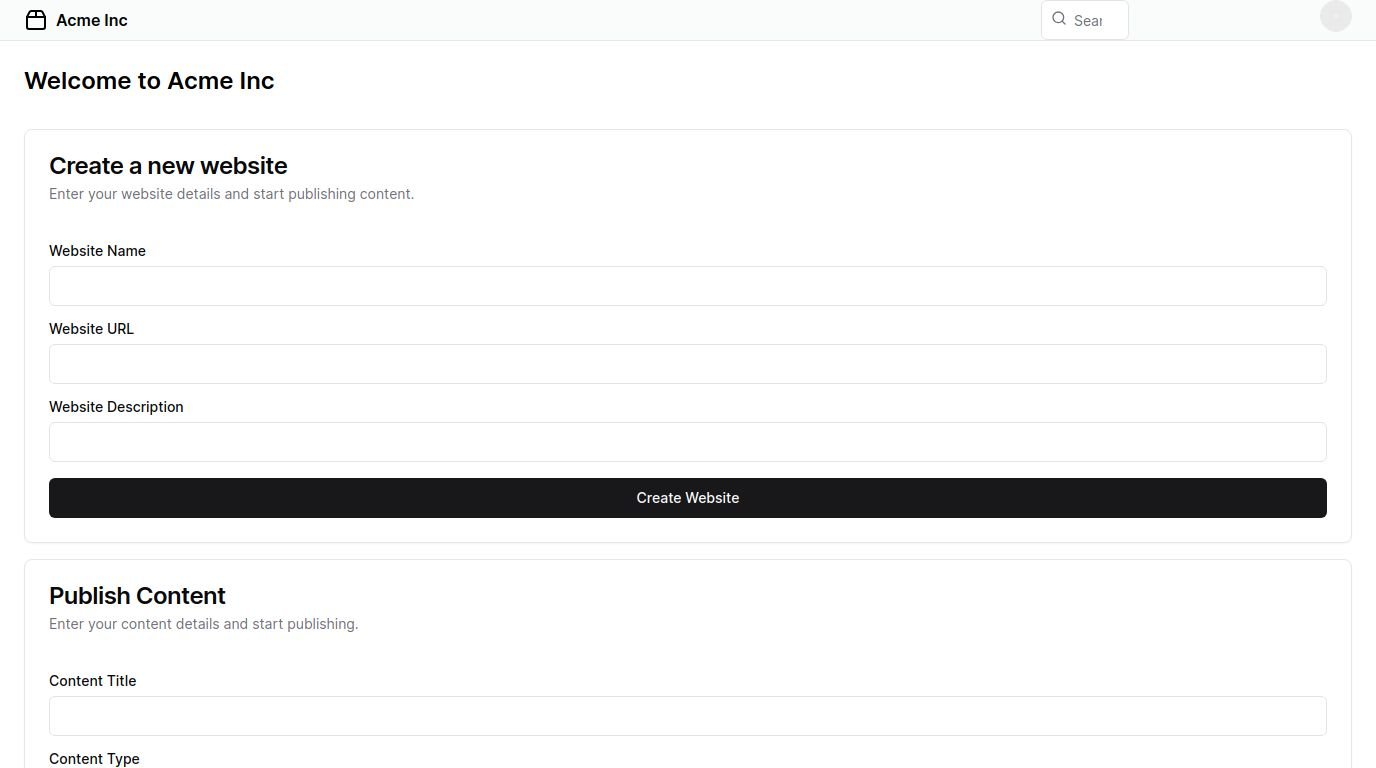 Acme Inc
Sear
Welcome to Acme Inc
Create a new website
Enter your website details and start publishing content.
Website Name
Website URL
Website Description
Create Website
Publish Content
Enter your content details and start publishing.
Content Title
Content Type